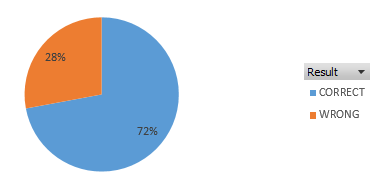 28%
72%
Result
CORRECT
WRONG